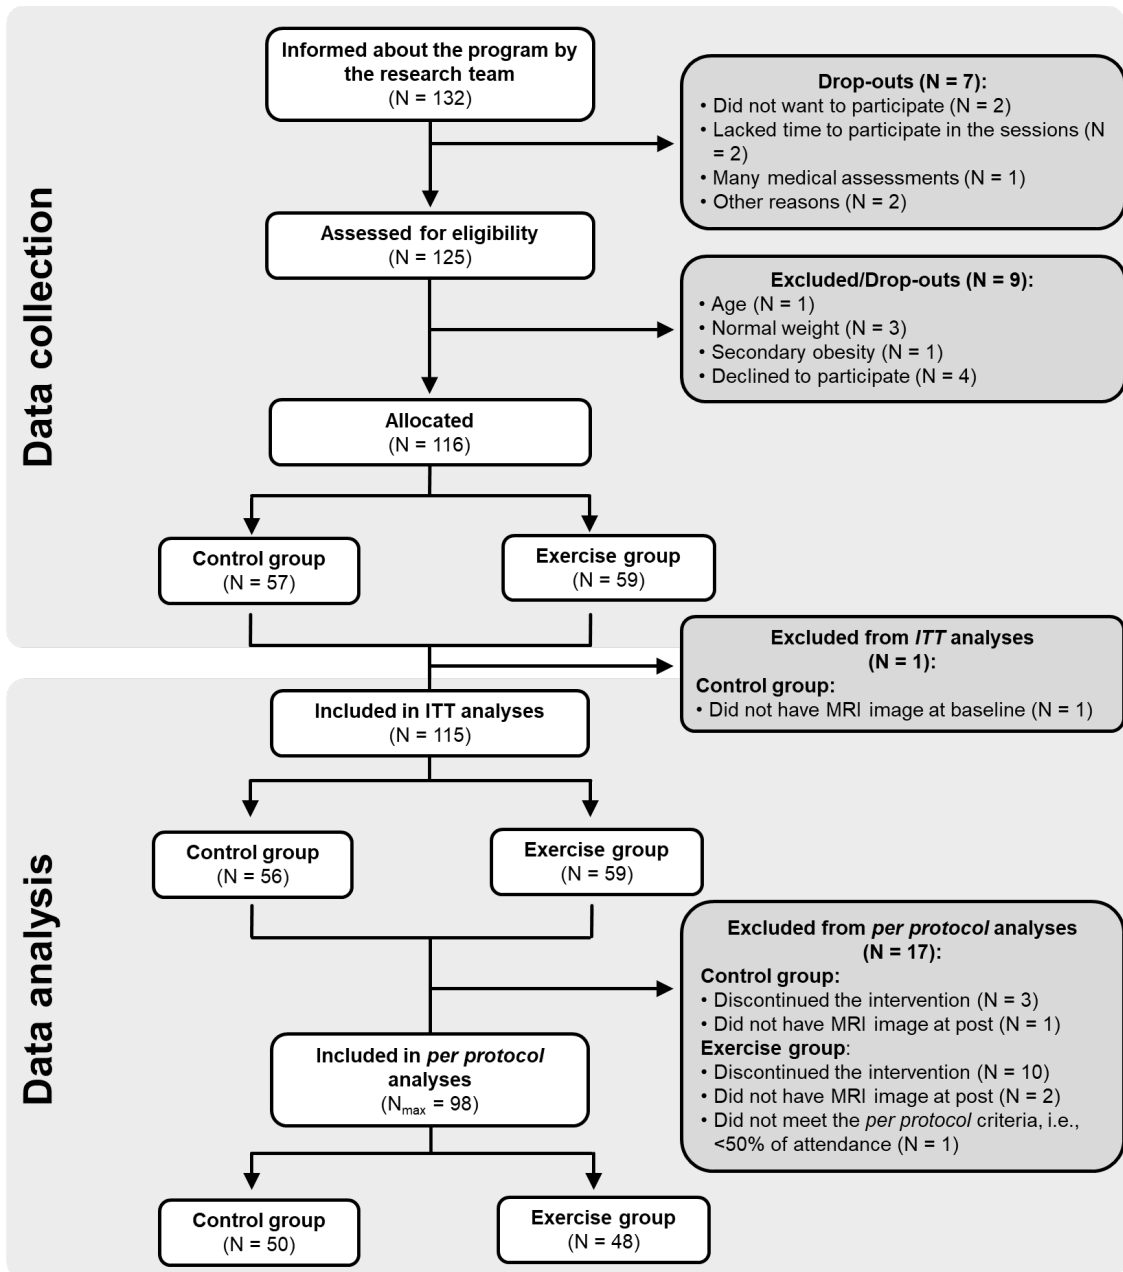 Data collection
Informed about the program by
the research team
(N = 132)
Drop-outs (N = 7):
• Did not want to participate (N = 2)
• Lacked time to participate in the sessions (N
= 2)
• Many medical assessments (N = 1)
• Other reasons (N = 2)
Assessed for eligibility
(N = 125)
Excluded/Drop-outs (N = 9):
• Age (N = 1)
• Normal weight (N = 3)
• Secondary obesity (N = 1)
• Declined to participate (N = 4)
Allocated
(N = 116)
Control group
(N = 57)
Exercise group
(N = 59)
Excluded from ITT analyses
(N = 1):
Control group:
• Did not have MRI image at baseline (N = 1)
Data analysis
Included in ITT analyses
(N = 115)
Control group
(N = 56)
Exercise group
(N = 59)
Excluded from per protocol analyses
(N = 17):
Control group:
• Discontinued the intervention (N = 3)
• Did not have MRI image at post (N = 1)
Exercise group:
• Discontinued the intervention (N = 10)
• Did not have MRI image at post (N = 2)
• Did not meet the per protocol criteria, i.e.,
<50% of attendance (N = 1)
Included in per protocol
analyses
(Nmax = 98)
Control group
(N = 50)
Exercise group
(N = 48)